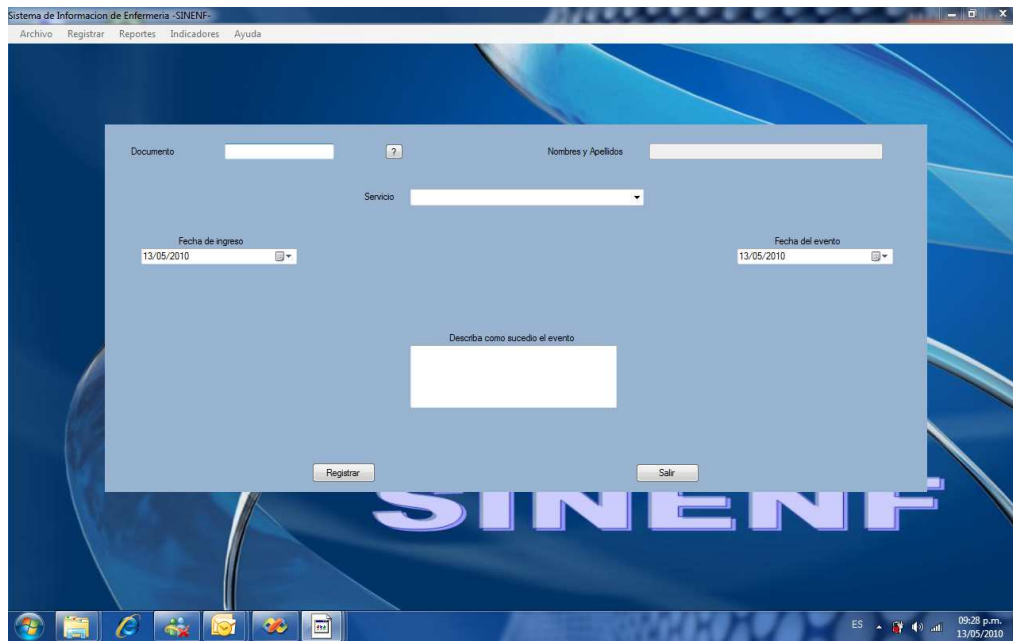 Sistema de Informacion de Enfermeria -SINENF-
Archivo Registrar Reportes Indicadores Ayuda
Documento ? Nombres y Apellidos
Servicio
Fecha de ingreso Fecha del evento
13/05/2010 13/05/2010
Describa como sucedio el evento
Registrar Salir
SINENF
ES 09:28 p.m.
13/05/2010